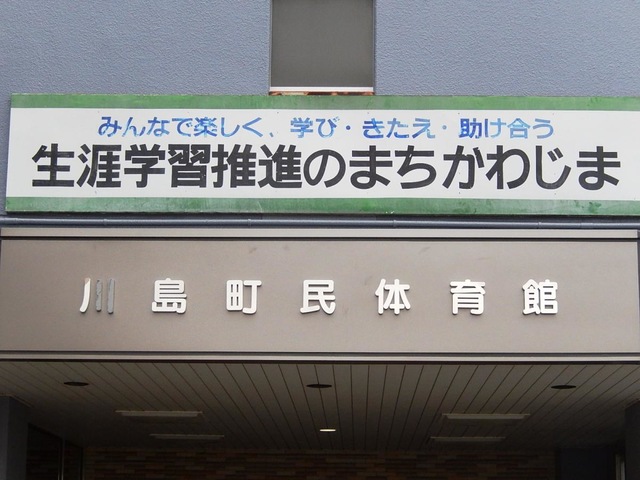 みんなで楽しく、学び・きたえ・助け合う
生涯学習推進のまちかわじま
川島町民体育館